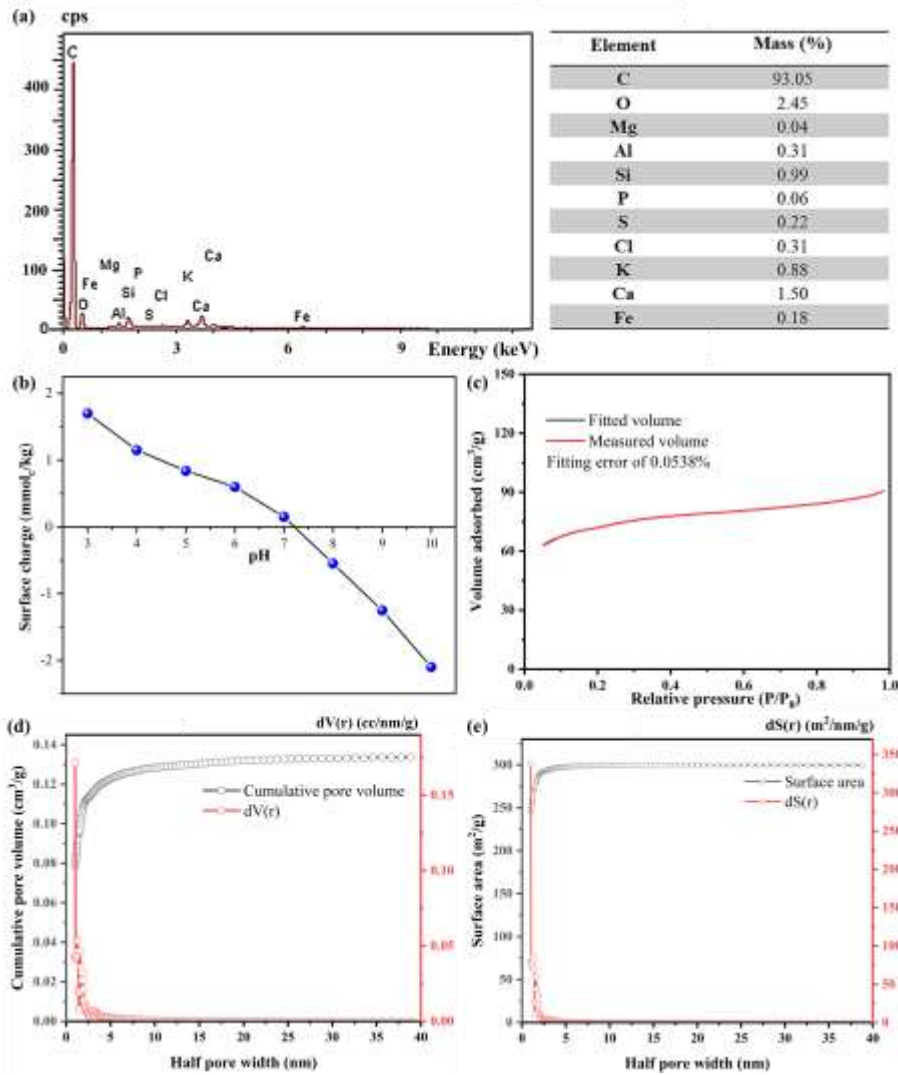 (a) cps
C
400
300
200
100
0
Fe
O
Mg
Al
Si
P
S
Cl
K
Ca
Ca
Fe
0 3 6 9 Energy (keV)
Element Mass (%)
C 93.05
O 2.45
Mg 0.04
Al 0.31
Si 0.99
P 0.06
S 0.22
Cl 0.31
K 0.88
Ca 1.50
Fe 0.18
(b)
Surface charge (mmolc/kg)
2
1
0
-1
-2
3 4 5 6 7 8 9 10
pH
(c)
Volume adsorbed (cm³/g)
150
120
90
60
30
0
Fitted volume
Measured volume
Fitting error of 0.0538%
0.0 0.2 0.4 0.6 0.8 1.0
Relative pressure (P/P₀)
(d) dV(r) (cc/nm/g)
Cumulative pore volume (cm³/g)
0.14
0.12
0.10
0.08
0.06
0.04
0.02
0.00
Cumulative pore volume
dV(r)
0.15
0.10
0.05
0.00
0 5 10 15 20 25 30 35 40
Half pore width (nm)
(e) dS(r) (m²/nm/g)
Surface area (m²/g)
300
250
200
150
100
50
0
Surface area
dS(r)
350
300
250
200
150
100
50
0
0 5 10 15 20 25 30 35 40
Half pore width (nm)